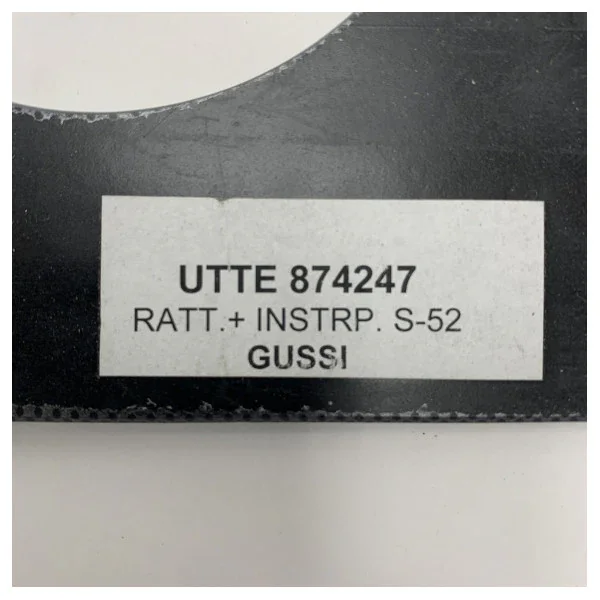 UTTE 874247
RATT.+ INSTRP. S-52
GUSSI